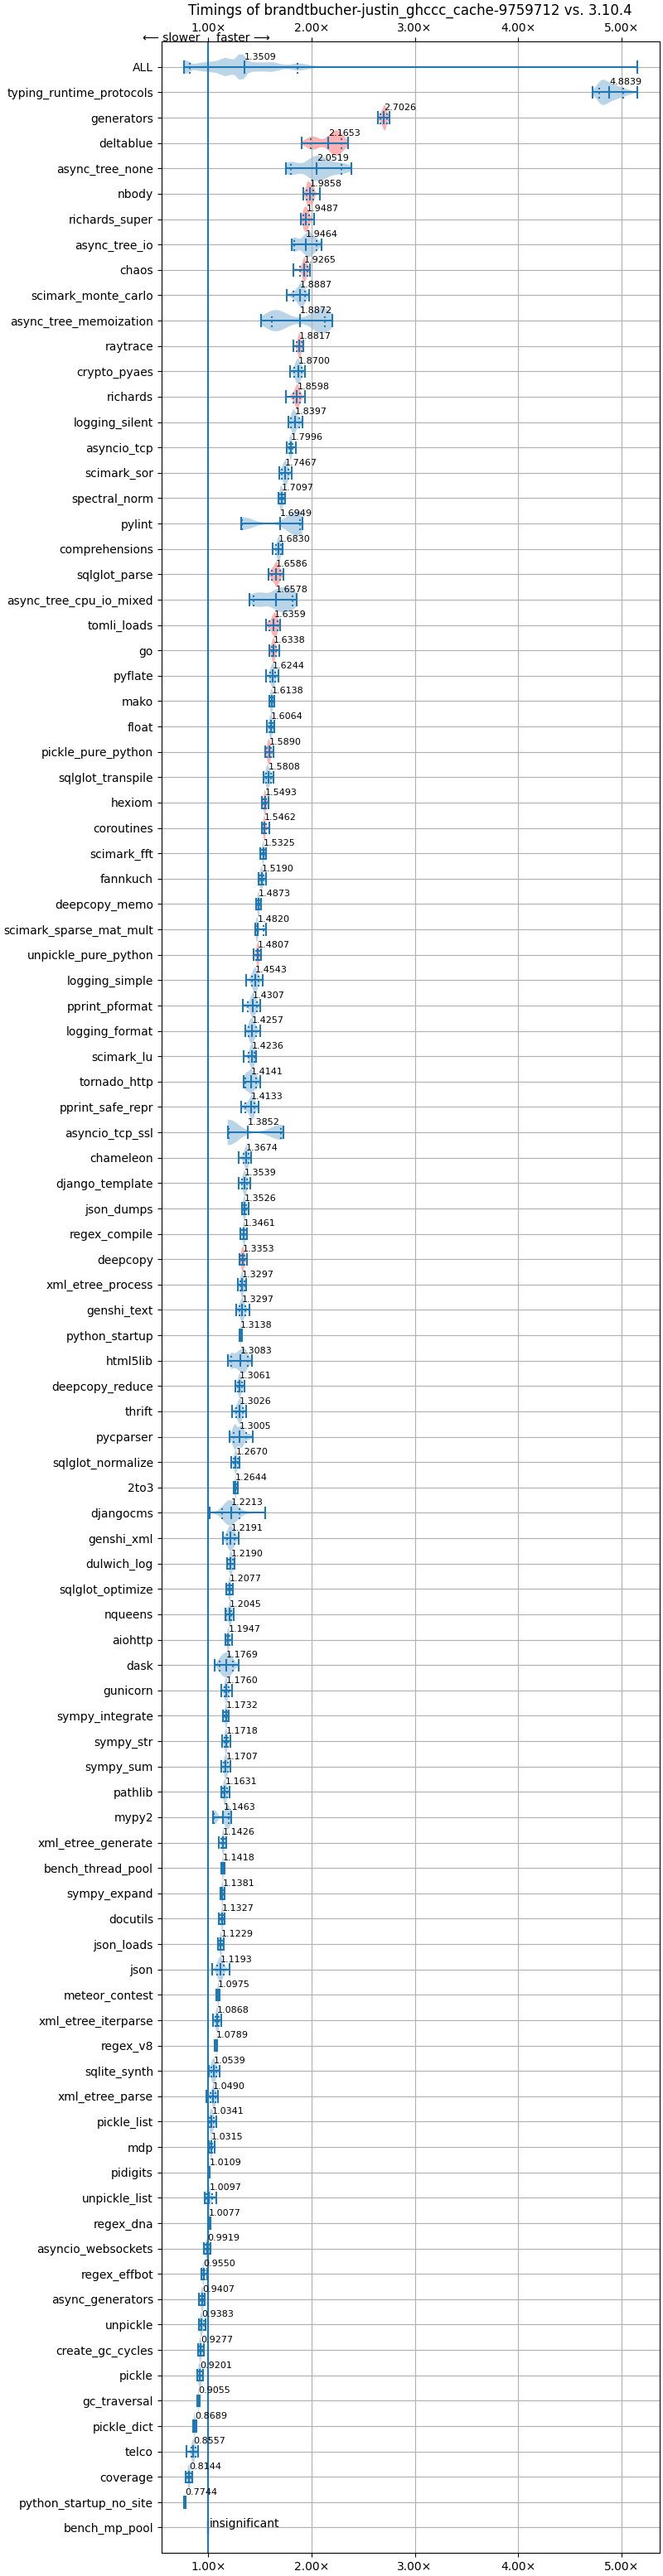 Timings of brandtbucher-justin_ghccc_cache-9759712 vs. 3.10.4
1.00× 2.00× 3.00× 4.00× 5.00×
⟵ slower faster ⟶
ALL 1.3509
typing_runtime_protocols 4.8839
generators 2.7026
deltablue 2.1653
async_tree_none 2.0519
nbody 1.9858
richards_super 1.9487
async_tree_io 1.9464
chaos 1.9265
scimark_monte_carlo 1.8887
async_tree_memoization 1.8872
raytrace 1.8817
crypto_pyaes 1.8700
richards 1.8598
logging_silent 1.8397
asyncio_tcp 1.7996
scimark_sor 1.7467
spectral_norm 1.7097
pylint 1.6949
comprehensions 1.6830
sqlglot_parse 1.6586
async_tree_cpu_io_mixed 1.6578
tomli_loads 1.6359
go 1.6338
pyflate 1.6244
mako 1.6138
float 1.6064
pickle_pure_python 1.5890
sqlglot_transpile 1.5808
hexiom 1.5493
coroutines 1.5462
scimark_fft 1.5325
fannkuch 1.5190
deepcopy_memo 1.4873
scimark_sparse_mat_mult 1.4820
unpickle_pure_python 1.4807
logging_simple 1.4543
pprint_pformat 1.4307
logging_format 1.4257
scimark_lu 1.4236
tornado_http 1.4141
pprint_safe_repr 1.4133
asyncio_tcp_ssl 1.3852
chameleon 1.3674
django_template 1.3539
json_dumps 1.3526
regex_compile 1.3461
deepcopy 1.3353
xml_etree_process 1.3297
genshi_text 1.3297
python_startup 1.3138
html5lib 1.3083
deepcopy_reduce 1.3061
thrift 1.3026
pycparser 1.3005
sqlglot_normalize 1.2670
2to3 1.2644
djangocms 1.2213
genshi_xml 1.2191
dulwich_log 1.2190
sqlglot_optimize 1.2077
nqueens 1.2045
aiohttp 1.1947
dask 1.1769
gunicorn 1.1760
sympy_integrate 1.1732
sympy_str 1.1718
sympy_sum 1.1707
pathlib 1.1631
mypy2 1.1463
xml_etree_generate 1.1426
bench_thread_pool 1.1418
sympy_expand 1.1381
docutils 1.1327
json_loads 1.1229
json 1.1193
meteor_contest 1.0975
xml_etree_iterparse 1.0868
regex_v8 1.0789
sqlite_synth 1.0539
xml_etree_parse 1.0490
pickle_list 1.0341
mdp 1.0315
pidigits 1.0109
unpickle_list 1.0097
regex_dna 1.0077
asyncio_websockets 0.9919
regex_effbot 0.9550
async_generators 0.9407
unpickle 0.9383
create_gc_cycles 0.9277
pickle 0.9201
gc_traversal 0.9055
pickle_dict 0.8689
telco 0.8557
coverage 0.8144
python_startup_no_site 0.7744
bench_mp_pool insignificant
1.00× 2.00× 3.00× 4.00× 5.00×